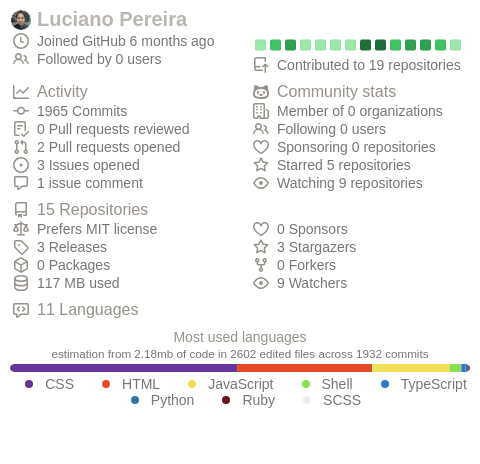 Luciano Pereira
Joined GitHub 6 months ago
Followed by 0 users
Contributed to 19 repositories
Activity
1965 Commits
0 Pull requests reviewed
2 Pull requests opened
3 Issues opened
1 issue comment
Community stats
Member of 0 organizations
Following 0 users
Sponsoring 0 repositories
Starred 5 repositories
Watching 9 repositories
15 Repositories
Prefers MIT license
3 Releases
0 Packages
117 MB used
0 Sponsors
3 Stargazers
0 Forkers
9 Watchers
11 Languages
Most used languages
estimation from 2.18mb of code in 2602 edited files across 1932 commits
CSS HTML JavaScript Shell TypeScript
Python Ruby SCSS